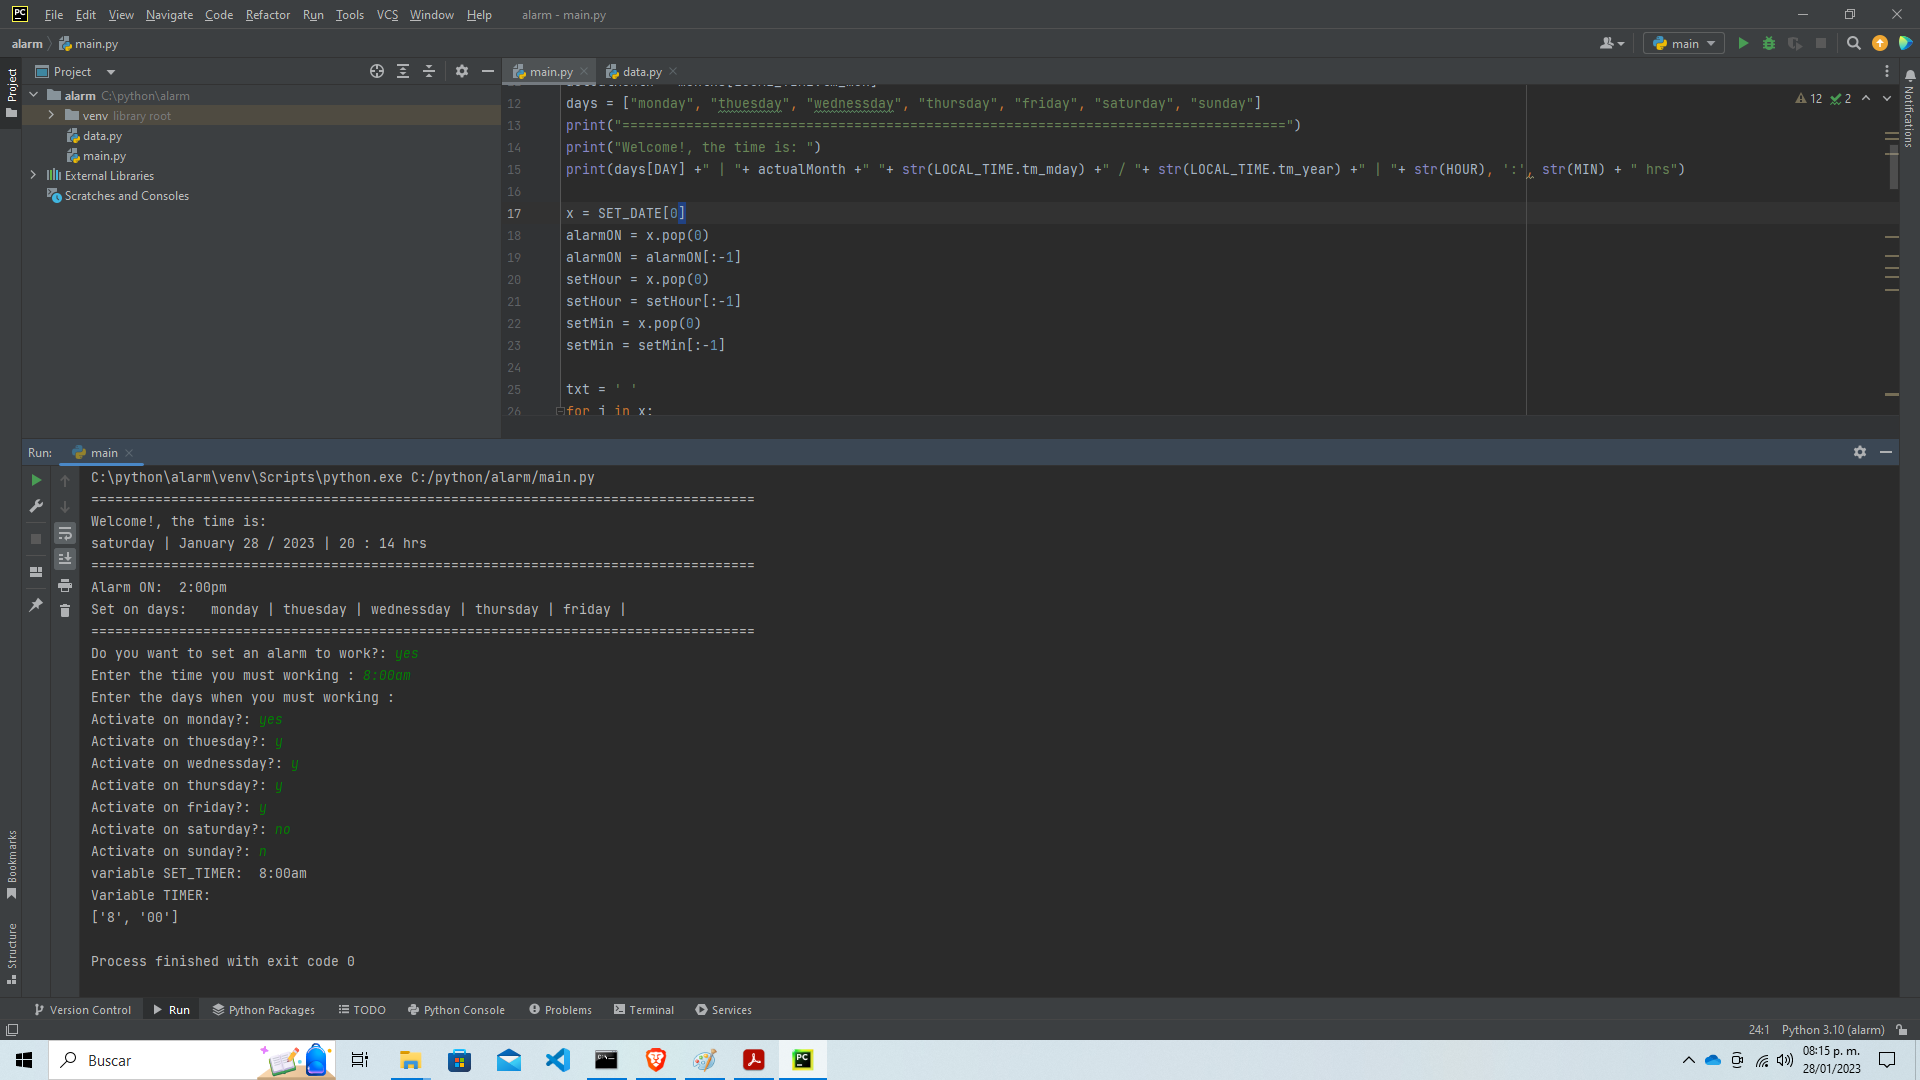 PC File Edit View Navigate Code Refactor Run Tools VCS Window Help alarm - main.py
alarm main.py main
Project main.py data.py
Project
Notifications
alarm C:\python\alarm
venv library root
data.py
main.py
External Libraries
Scratches and Consoles
12 2
12 days = ["monday", "thuesday", "wednessday", "thursday", "friday", "saturday", "sunday"]
13 print("===================================================================================")
14 print("Welcome!, the time is: ")
15 print(days[DAY] +" | "+ actualMonth +" "+ str(LOCAL_TIME.tm_mday) +" / "+ str(LOCAL_TIME.tm_year) +" | "+ str(HOUR), ':', str(MIN) + " hrs")
16
17 x = SET_DATE[0]
18 alarmON = x.pop(0)
19 alarmON = alarmON[:-1]
20 setHour = x.pop(0)
21 setHour = setHour[:-1]
22 setMin = x.pop(0)
23 setMin = setMin[:-1]
24
25 txt = ' '
26 for i in x:
Run: main
C:\python\alarm\venv\Scripts\python.exe C:/python/alarm/main.py
===================================================================================
Welcome!, the time is:
saturday | January 28 / 2023 | 20 : 14 hrs
===================================================================================
Alarm ON:  2:00pm
Set on days:   monday | thuesday | wednessday | thursday | friday |
===================================================================================
Do you want to set an alarm to work?: yes
Enter the time you must working : 8:00am
Enter the days when you must working :
Activate on monday?: yes
Activate on thuesday?: y
Activate on wednessday?: y
Activate on thursday?: y
Activate on friday?: y
Activate on saturday?: no
Activate on sunday?: n
variable SET_TIMER:  8:00am
Variable TIMER:
['8', '00']
Process finished with exit code 0
Bookmarks
Structure
Version Control Run Python Packages TODO Python Console Problems Terminal Services
24:1 Python 3.10 (alarm)
Buscar PC 08:15 p. m.
28/01/2023